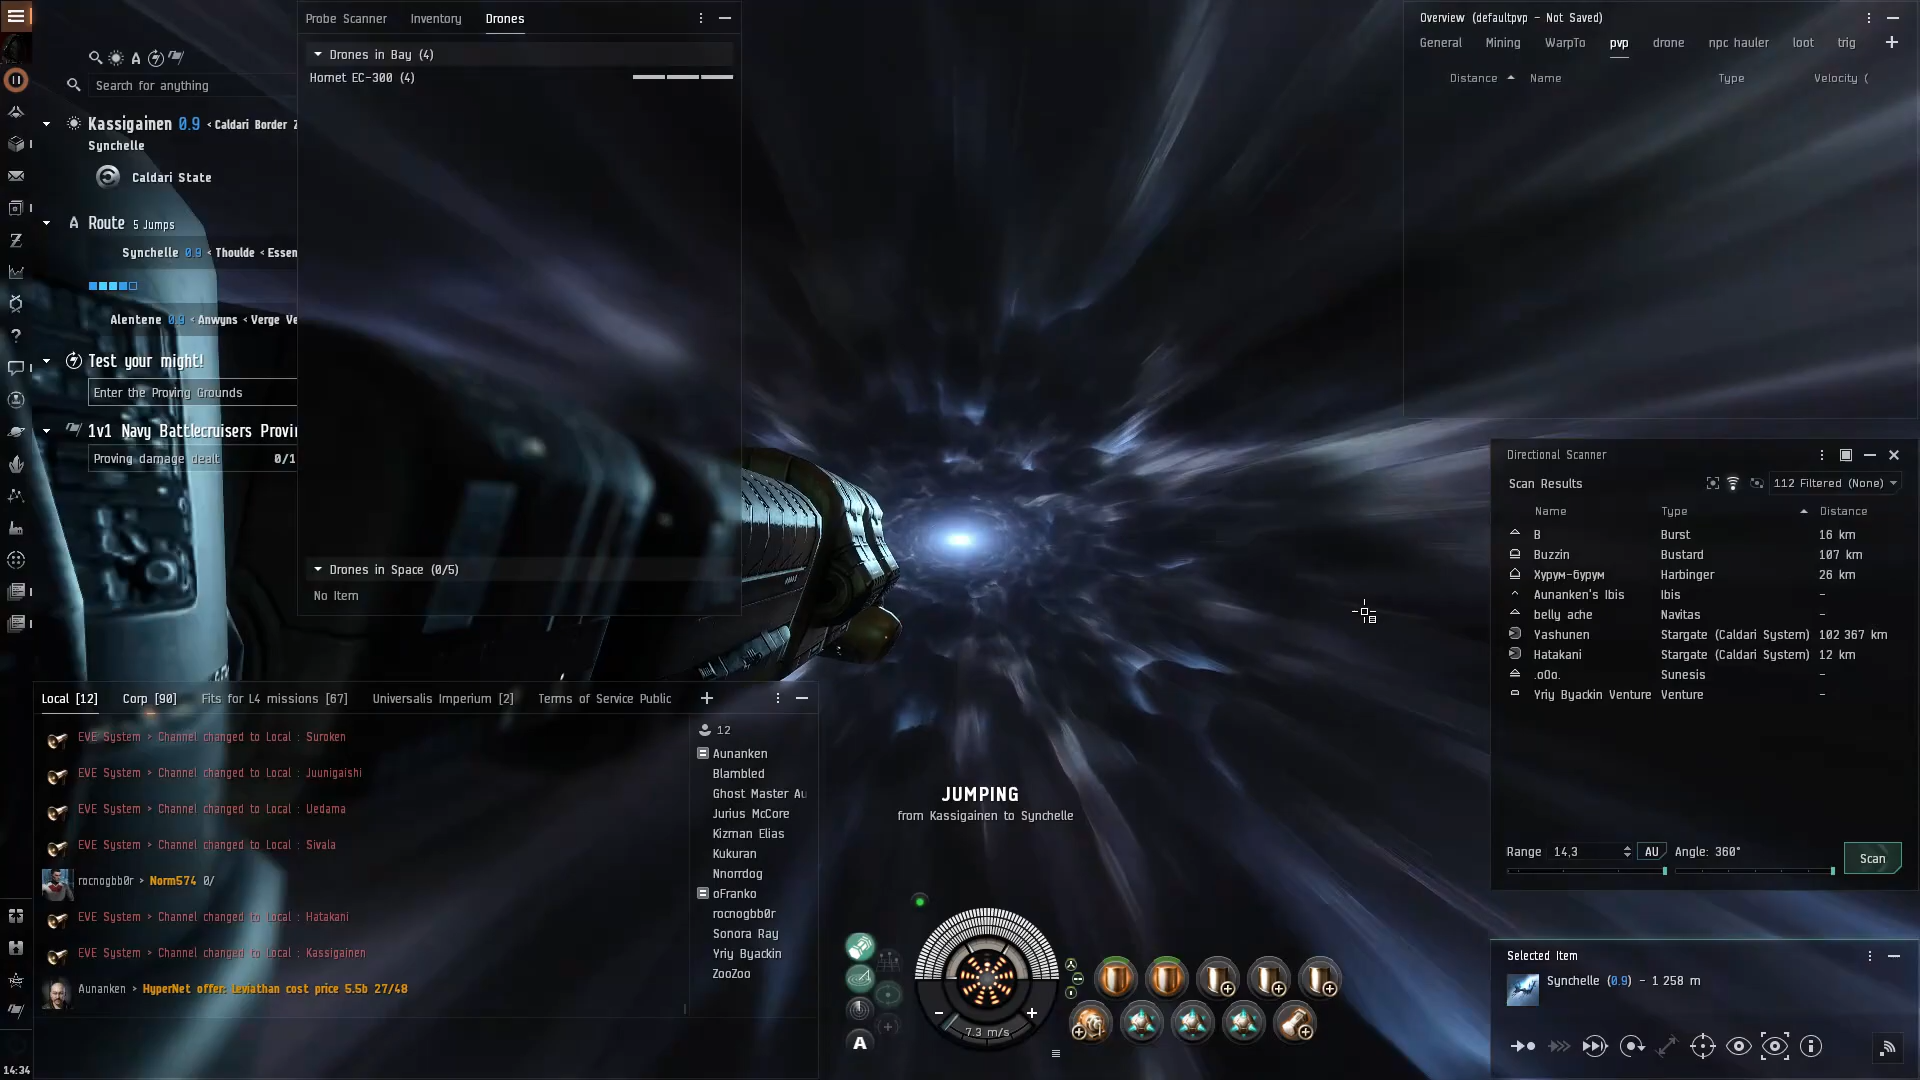 Probe Scanner Inventory Drones
Drones in Bay (4)
Hornet EC-300 (4)
Drones in Space (0/5)
No Item
Search for anything
Kassigainen 0.9 < Caldari Border Z
Synchelle
Caldari State
Route 5 Jumps
Synchelle 0.9 < Thoulde < Essen
Alentene 0.9 < Anwyns < Verge Ve
Test your might!
Enter the Proving Grounds
1v1 Navy Battlecruisers Provin
Proving damage dealt 0/1
Overview (defaultpvp - Not Saved)
General Mining WarpTo pvp drone npc hauler loot trig
Distance Name Type Velocity (
Directional Scanner
Scan Results 112 Filtered (None)
Name Type Distance
B Burst 16 km
Buzzin Bustard 107 km
Хурум-бурум Harbinger 26 km
Aunanken's Ibis Ibis -
belly ache Navitas -
Yashunen Stargate (Caldari System) 102 367 km
Hatakani Stargate (Caldari System) 12 km
.o0o. Sunesis -
Yriy Byackin Venture Venture -
Range 14,3 AU Angle: 360° Scan
Local [12] Corp [90] Fits for L4 missions [67] Universalis Imperium [2] Terms of Service Public
EVE System > Channel changed to Local : Suroken
EVE System > Channel changed to Local : Juunigaishi
EVE System > Channel changed to Local : Uedama
EVE System > Channel changed to Local : Sivala
rocnogbb0r > Norm574 0/
EVE System > Channel changed to Local : Hatakani
EVE System > Channel changed to Local : Kassigainen
Aunanken > HyperNet offer: Leviathan cost price 5.5b 27/48
12
Aunanken
Blambled
Ghost Master Au
Jurius McCore
Kizman Elias
Kukuran
Nnorrdog
oFranko
rocnogbb0r
Sonora Ray
Yriy Byackin
ZooZoo
JUMPING
from Kassigainen to Synchelle
7.3 m/s
A
Selected Item
Synchelle (0.9) - 1 258 m
14:34